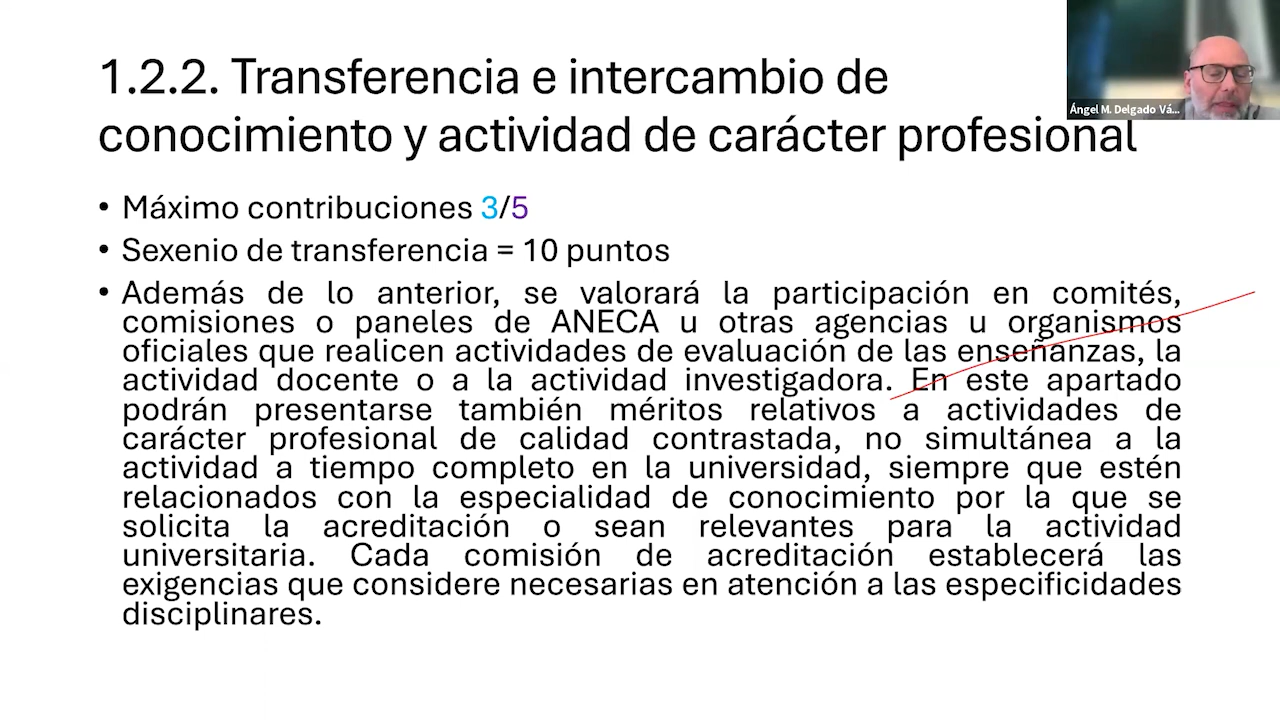 1.2.2. Transferencia e intercambio de
conocimiento y actividad de carácter profesional
Ángel M. Delgado Vá...
• Máximo contribuciones 3/5
• Sexenio de transferencia = 10 puntos
• Además de lo anterior, se valorará la participación en comités,
comisiones o paneles de ANECA u otras agencias u organismos
oficiales que realicen actividades de evaluación de las enseñanzas, la
actividad docente o a la actividad investigadora. En este apartado
podrán presentarse también méritos relativos a actividades de
carácter profesional de calidad contrastada, no simultánea a la
actividad a tiempo completo en la universidad, siempre que estén
relacionados con la especialidad de conocimiento por la que se
solicita la acreditación o sean relevantes para la actividad
universitaria. Cada comisión de acreditación establecerá las
exigencias que considere necesarias en atención a las especificidades
disciplinares.